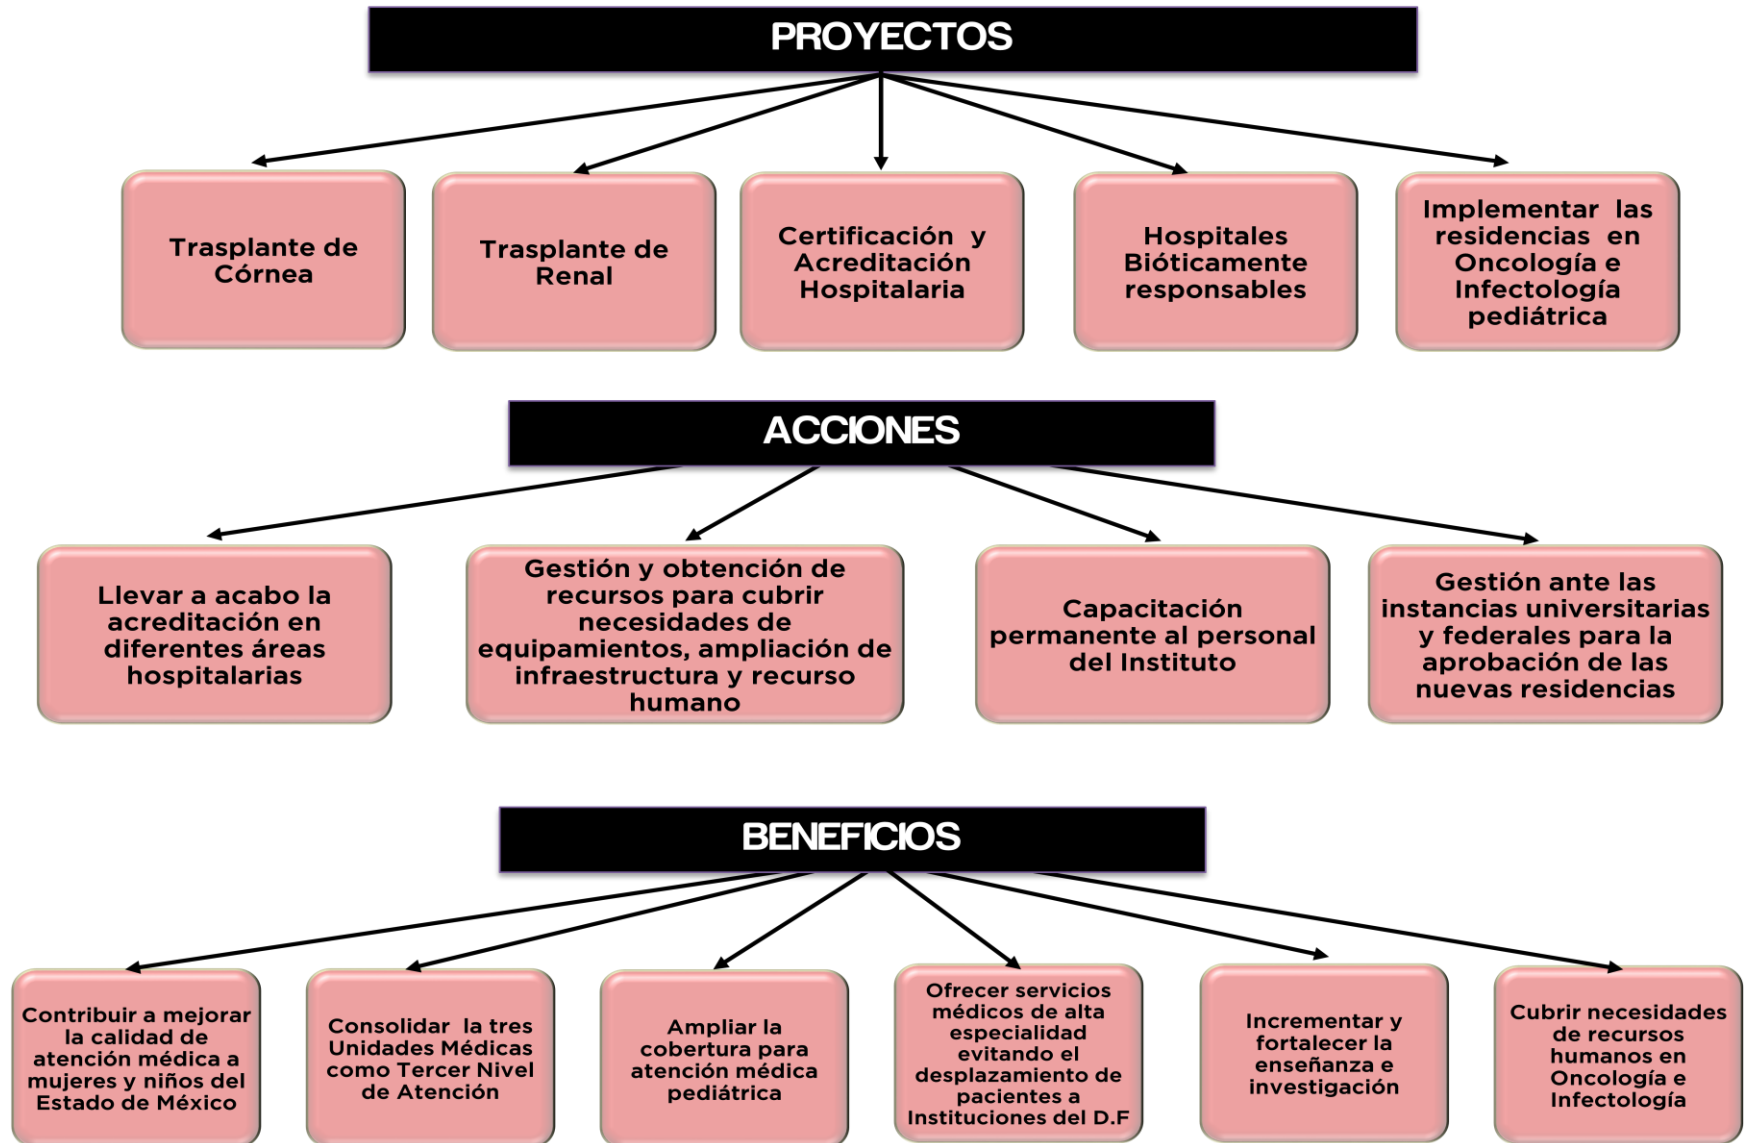 PROYECTOS
Trasplante de
Córnea
Trasplante de
Renal
Certificación y
Acreditación
Hospitalaria
Hospitales
Bióticamente
responsables
Implementar las
residencias en
Oncología e
Infectología
pediátrica
ACCIONES
Llevar a acabo la
acreditación en
diferentes áreas
hospitalarias
Gestión y obtención de
recursos para cubrir
necesidades de
equipamientos, ampliación de
infraestructura y recurso
humano
Capacitación
permanente al personal
del Instituto
Gestión ante las
instancias universitarias
y federales para la
aprobación de las
nuevas residencias
BENEFICIOS
Contribuir a mejorar
la calidad de
atención médica a
mujeres y niños del
Estado de México
Consolidar la tres
Unidades Médicas
como Tercer Nivel
de Atención
Ampliar la
cobertura para
atención médica
pediátrica
Ofrecer servicios
médicos de alta
especialidad
evitando el
desplazamiento de
pacientes a
Instituciones del D.F
Incrementar y
fortalecer la
enseñanza e
investigación
Cubrir necesidades
de recursos
humanos en
Oncología e
Infectología